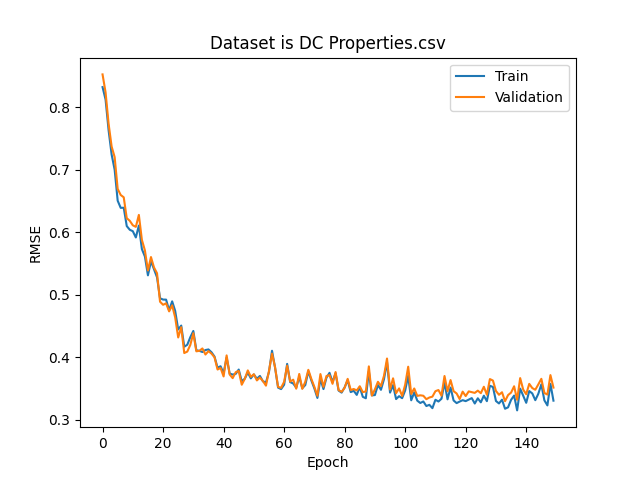 Dataset is DC Properties.csv
Train
Validation
RMSE
0.8
0.7
0.6
0.5
0.4
0.3
0 20 40 60 80 100 120 140
Epoch